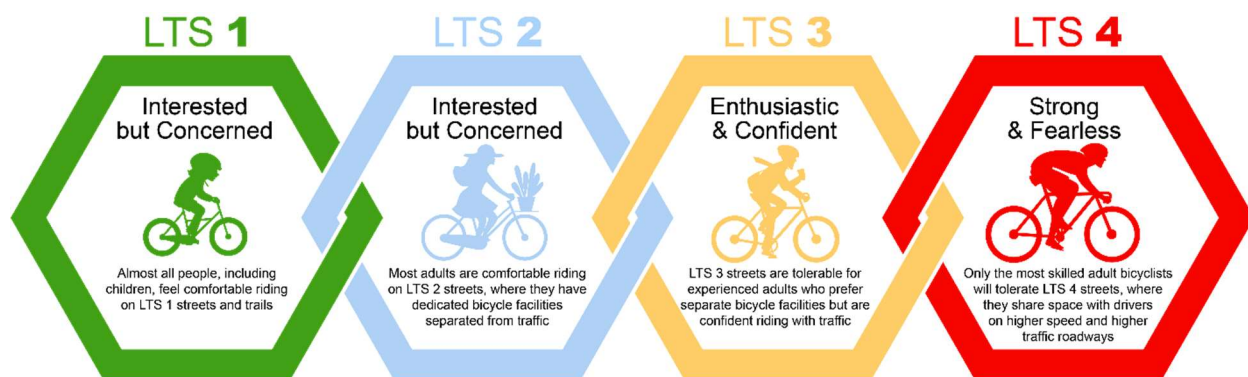 LTS 1
Interested
but Concerned
Almost all people, including
children, feel comfortable riding
on LTS 1 streets and trails
LTS 2
Interested
but Concerned
Most adults are comfortable riding
on LTS 2 streets, where they have
dedicated bicycle facilities
separated from traffic
LTS 3
Enthusiastic
& Confident
LTS 3 streets are tolerable for
experienced adults who prefer
separate bicycle facilities but are
confident riding with traffic
LTS 4
Strong
& Fearless
Only the most skilled adult bicyclists
will tolerate LTS 4 streets, where
they share space with drivers
on higher speed and higher
traffic roadways